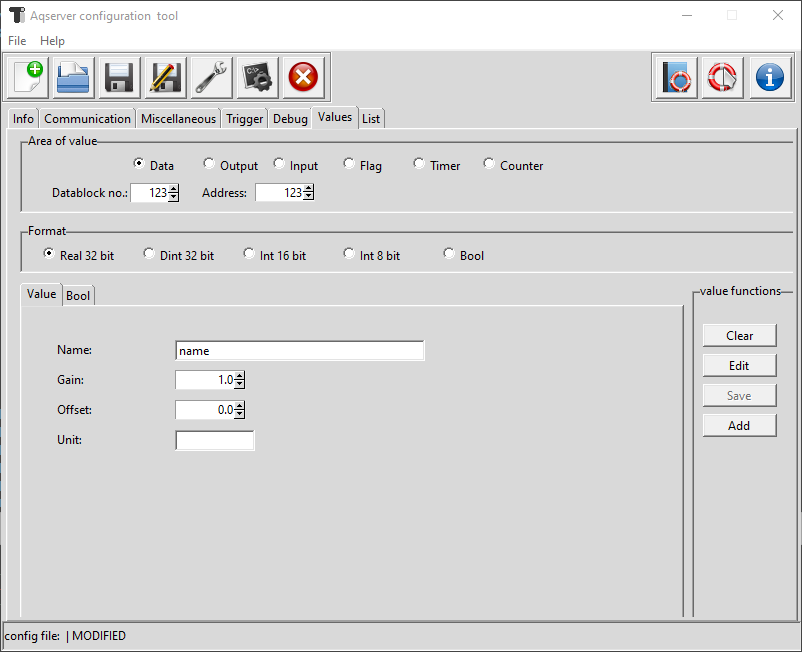 Aqserver configuration tool
File Help
Info Communication Miscellaneous Trigger Debug Values List
Area of value
Data Output Input Flag Timer Counter
Datablock no.: 123 Address: 123
Format
Real 32 bit Dint 32 bit Int 16 bit Int 8 bit Bool
Value Bool
value functions
Name: name
Gain: 1.0
Offset: 0.0
Unit:
Clear
Edit
Save
Add
config file: | MODIFIED